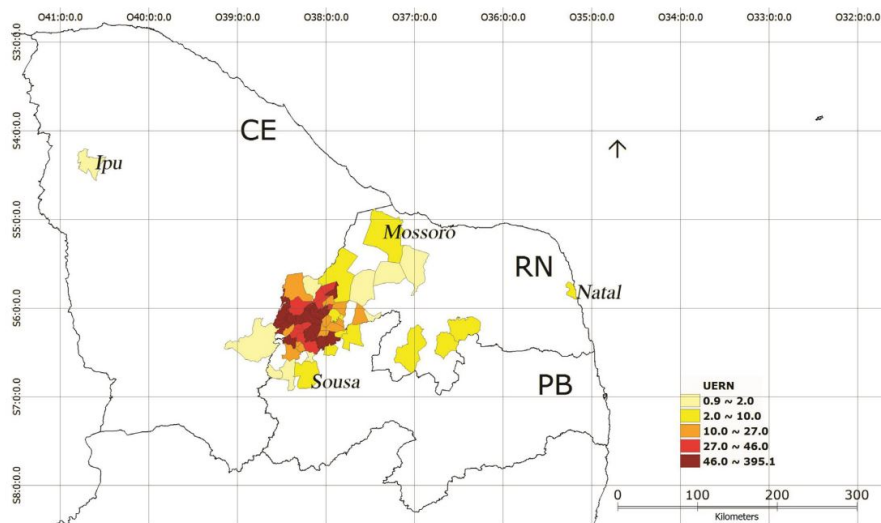 O41:0:0.0 O40:0:0.0 O39:0:0.0 O38:0:0.0 O37:0:0.0 O36:0:0.0 O35:0:0.0 O34:0:0.0 O33:0:0.0 O32:0:0.0
S3:0:0.0
CE
S4:0:0.0
Ipu
S5:0:0.0
Mossoró
RN
Natal
S6:0:0.0
Sousa
PB
S7:0:0.0
UERN
0.9 ~ 2.0
2.0 ~ 10.0
10.0 ~ 27.0
27.0 ~ 46.0
46.0 ~ 395.1
S8:0:0.0
0 100 200 300
Kilometers